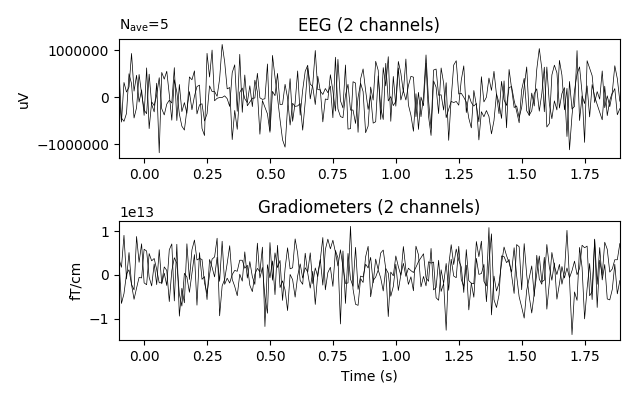 N_ave=5
EEG (2 channels)
1000000
0
−1000000
uV
0.00 0.25 0.50 0.75 1.00 1.25 1.50 1.75
1e13
Gradiometers (2 channels)
1
0
−1
fT/cm
0.00 0.25 0.50 0.75 1.00 1.25 1.50 1.75
Time (s)